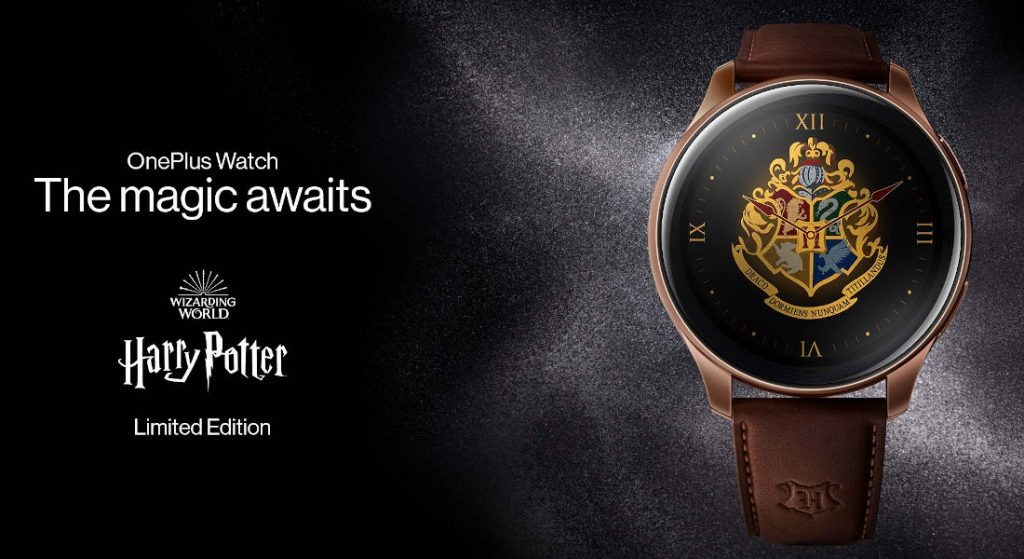 OnePlus Watch
The magic awaits
WIZARDING
WORLD
Harry Potter
Limited Edition
XII
IX
III
VI
DRACO
DORMIENS NUNQUAM
TITILLANDUS
H
H